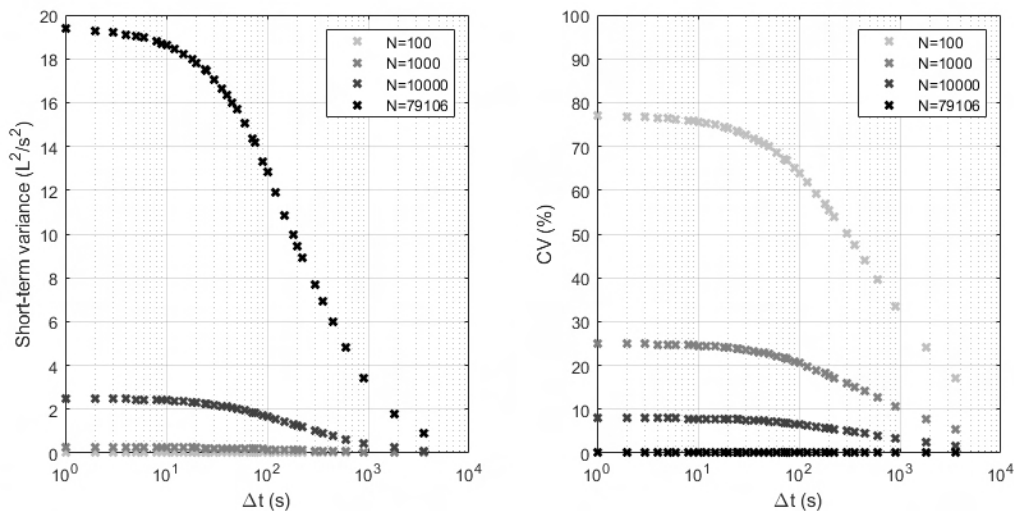 20
18
16
14
12
10
8
6
4
2
0
Short-term variance (L²/s²)
10⁰
10¹
10²
10³
10⁴
Δt (s)
N=100
N=1000
N=10000
N=79106
100
90
80
70
60
50
40
30
20
10
0
CV (%)
10⁰
10¹
10²
10³
10⁴
Δt (s)
N=100
N=1000
N=10000
N=79106